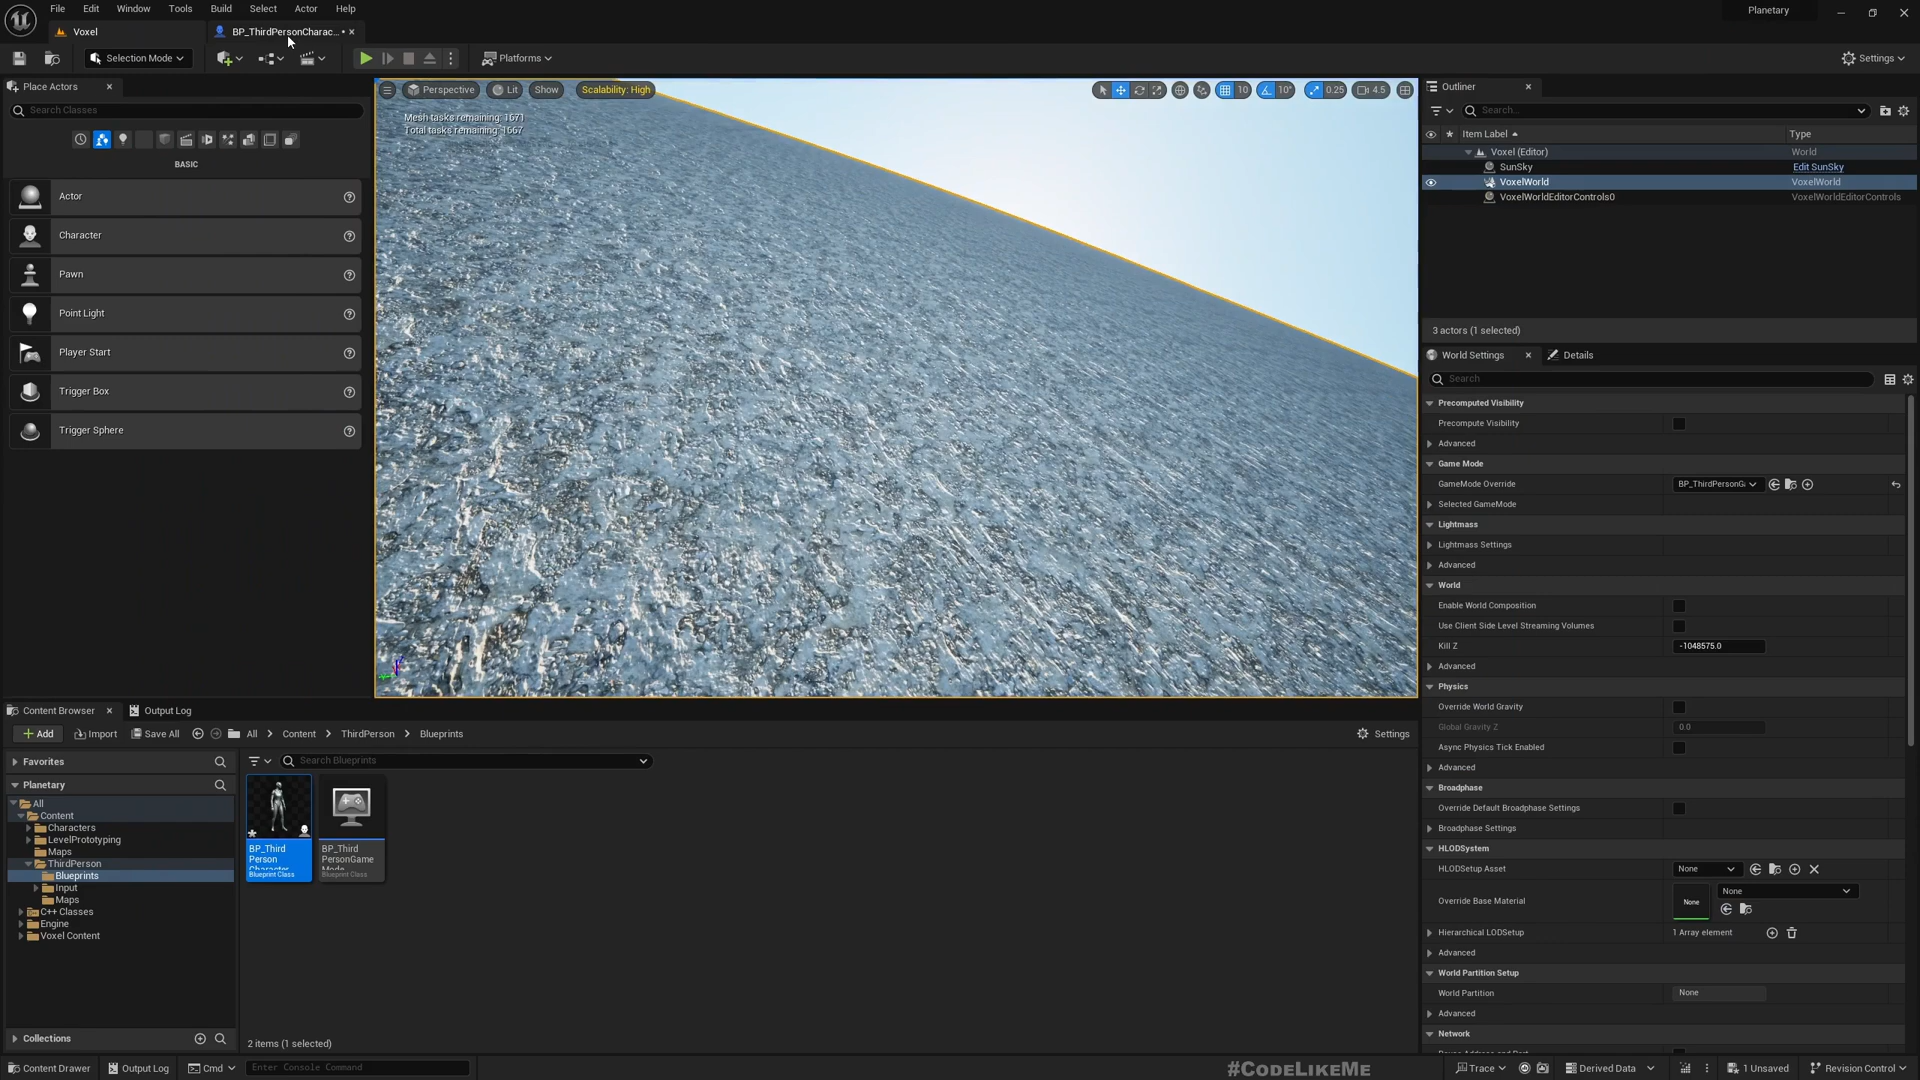 File Edit Window Tools Build Select Actor Help
Planetary
Voxel
BP_ThirdPersonCharac...
Selection Mode
Platforms
Settings
Place Actors
Search Classes
BASIC
Actor
Character
Pawn
Point Light
Player Start
Trigger Box
Trigger Sphere
Perspective
Lit
Show
Scalability: High
10
10°
0.25
4.5
Mesh tasks remaining: 1671
Total tasks remaining: 1667
Outliner
Search...
Item Label Type
Voxel (Editor) World
SunSky Edit SunSky
VoxelWorld VoxelWorld
VoxelWorldEditorControls0 VoxelWorldEditorControls
3 actors (1 selected)
World Settings
Details
Search
Precomputed Visibility
Precompute Visibility
Advanced
Game Mode
GameMode Override BP_ThirdPersonG
Selected GameMode
Lightmass
Lightmass Settings
Advanced
World
Enable World Composition
Use Client Side Level Streaming Volumes
Kill Z -1048575.0
Advanced
Physics
Override World Gravity
Global Gravity Z 0.0
Async Physics Tick Enabled
Advanced
Broadphase
Override Default Broadphase Settings
Broadphase Settings
HLODSystem
HLODSetup Asset None
None
Override Base Material None
Hierarchical LODSetup 1 Array element
Advanced
World Partition Setup
World Partition None
Advanced
Network
Content Browser
Output Log
Add
Import
Save All
All > Content > ThirdPerson > Blueprints
Settings
Favorites
Planetary
All
Content
Characters
LevelPrototyping
Maps
ThirdPerson
Blueprints
Input
Maps
C++ Classes
Engine
Voxel Content
Collections
Search Blueprints
BP_Third
Person
Character
Blueprint Class
BP_Third
PersonGame
Mode
Blueprint Class
2 items (1 selected)
Content Drawer
Output Log
Cmd
Enter Console Command
#CodeLikeMe
Trace
Derived Data
1 Unsaved
Revision Control